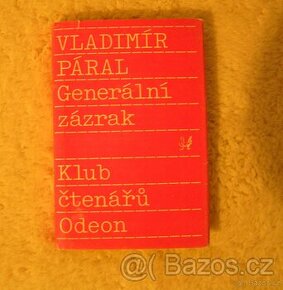 VLADIMÍR
PÁRAL
Generální
zázrak
Klub
čtenářů
Odeon
Bazos.cz